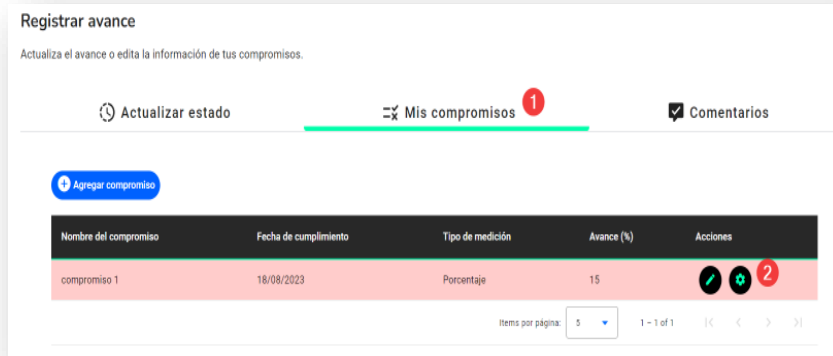 Registrar avance
Actualiza el avance o edita la información de tus compromisos.
Actualizar estado Mis compromisos 1 Comentarios
Agregar compromiso
Nombre del compromiso Fecha de cumplimiento Tipo de medición Avance (%) Acciones
compromiso 1 18/08/2023 Porcentaje 15 2
Items por página: 5 1 – 1 of 1